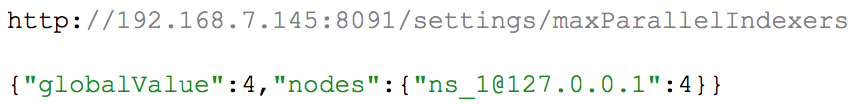 http://192.168.7.145:8091/settings/maxParallelIndexers
{"globalValue":4,"nodes":{"ns_1@127.0.0.1":4}}